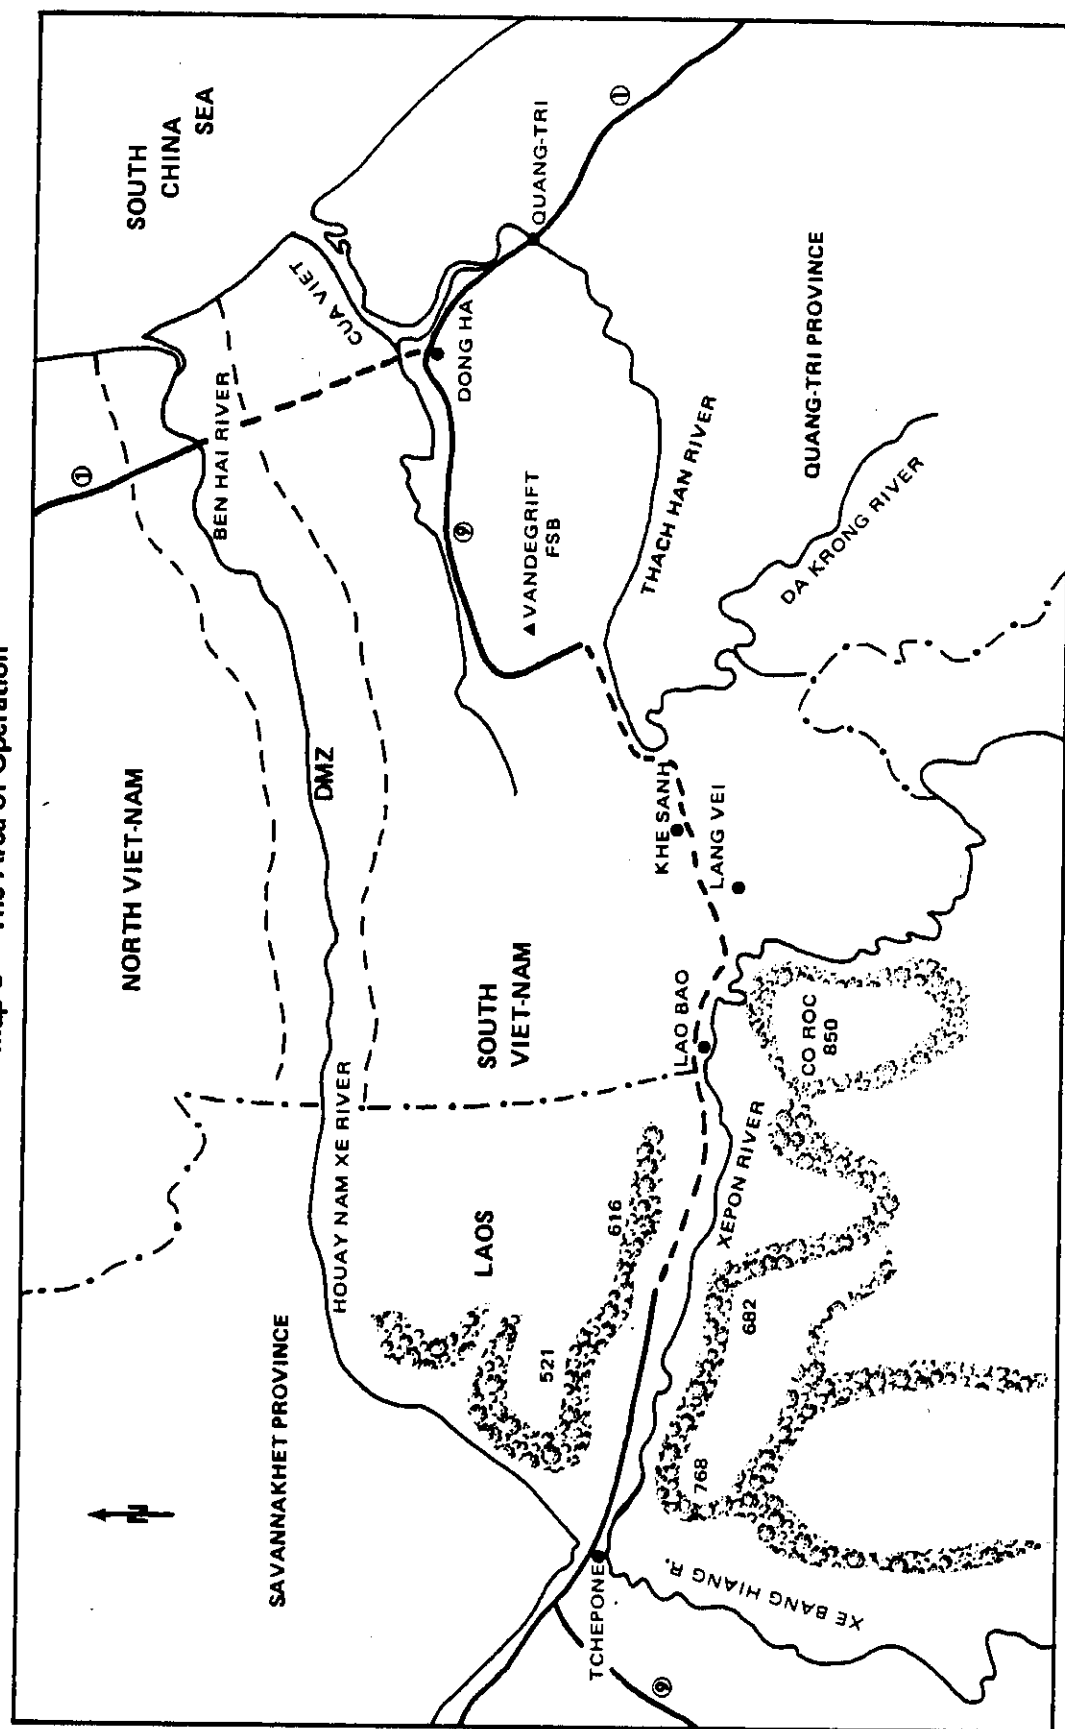 Map 3 — The Area of Operation
SOUTH
CHINA
SEA
NORTH VIET-NAM
SAVANNAKHET PROVINCE
N
①
BEN HAI RIVER
CUA VIET
DMZ
HOUAY NAM XE RIVER
DONG HA
QUANG-TRI
①
⑨
▲VANDEGRIFT
FSB
SOUTH
VIET-NAM
LAOS
THACH HAN RIVER
QUANG-TRI PROVINCE
DA KRONG RIVER
KHE SANH
LANG VEI
LAO BAO
616
521
XEPON RIVER
CO ROC
850
682
768
TCHEPONE
XE BANG HIANG R.
⑨